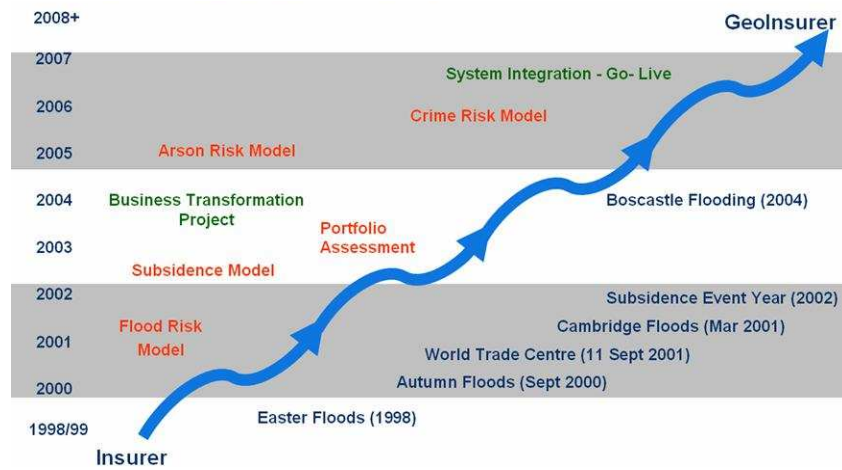 2008+
GeoInsurer
2007
System Integration - Go- Live
2006
Crime Risk Model
2005
Arson Risk Model
2004
Business Transformation
Project
Boscastle Flooding (2004)
Portfolio
Assessment
2003
Subsidence Model
2002
Subsidence Event Year (2002)
Flood Risk
Model
Cambridge Floods (Mar 2001)
2001
World Trade Centre (11 Sept 2001)
2000
Autumn Floods (Sept 2000)
Easter Floods (1998)
1998/99
Insurer